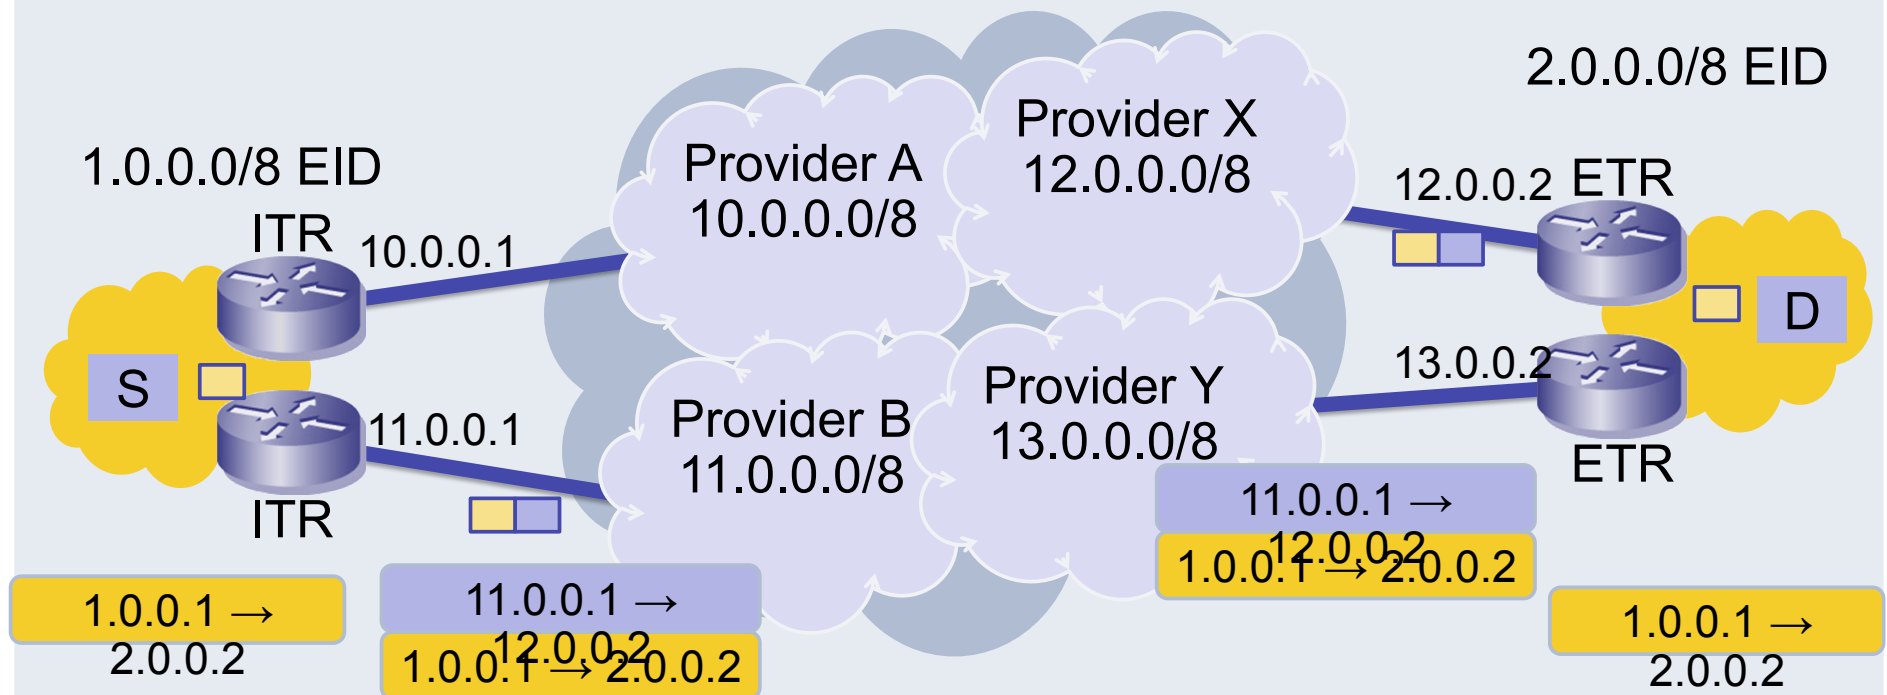 2.0.0.0/8 EID
1.0.0.0/8 EID
Provider A
10.0.0.0/8
Provider X
12.0.0.0/8
ITR
10.0.0.1
12.0.0.2
ETR
S
D
11.0.0.1
ITR
Provider B
11.0.0.0/8
Provider Y
13.0.0.0/8
13.0.0.2
ETR
1.0.0.1 →
2.0.0.2
11.0.0.1 →
12.0.0.2
1.0.0.1 → 2.0.0.2
11.0.0.1 →
12.0.0.2
1.0.0.1 → 2.0.0.2
1.0.0.1 →
2.0.0.2